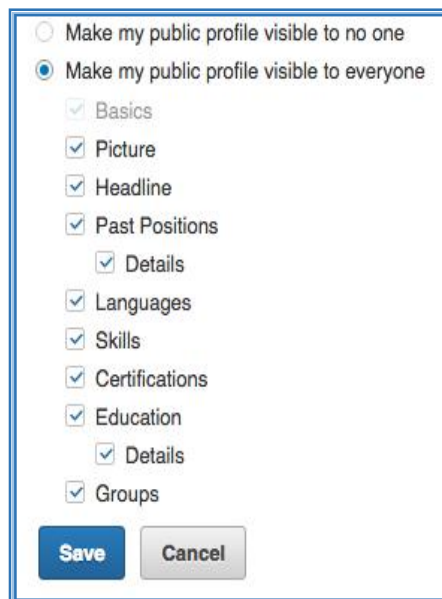 Make my public profile visible to no one
Make my public profile visible to everyone
Basics
Picture
Headline
Past Positions
Details
Languages
Skills
Certifications
Education
Details
Groups
Save Cancel